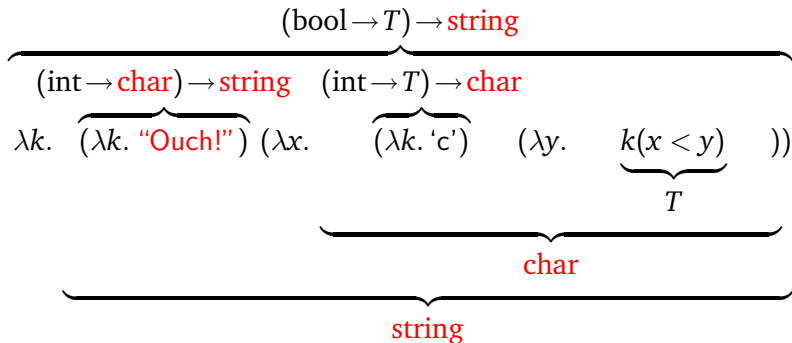 (bool → T) → string
(int → char) → string (int → T) → char
λk. (λk. “Ouch!”) (λx. (λk. ‘c’) (λy. k(x < y) ))
T
char
string